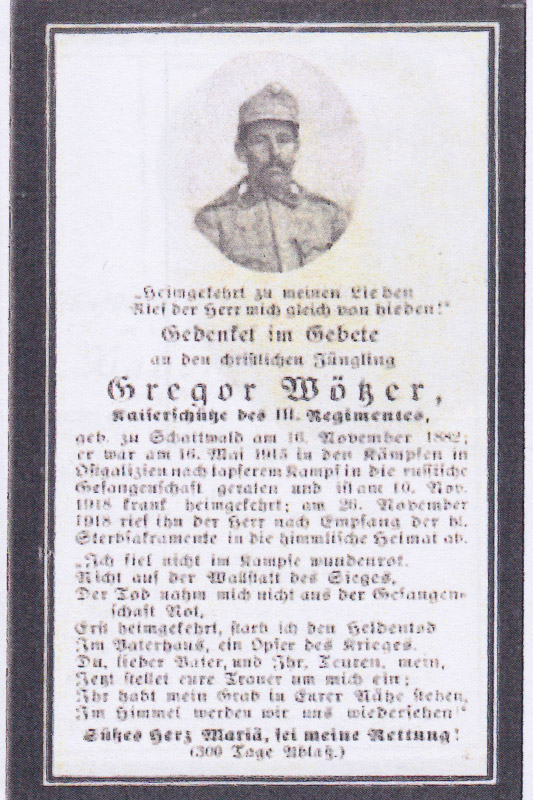 „Heimgekehrt zu meinen Lieben
Rief der Herr mich gleich von hieden!“
Gedenket im Gebete
an den christlichen Jüngling
Gregor Wötzer,
Kaiserschütze des III. Regimentes,
geb. zu Schattwald am 16. November 1882;
er war am 16. Mai 1915 in den Kämpfen in
Ostgalizien nach tapferem Kampf in die russische
Gefangenschaft geraten und ist am 10. Nov.
1918 krank heimgekehrt; am 26. November
1918 rief ihn der Herr nach Empfang der hl.
Sterbsakramente in die himmlische Heimat ab.
„Ich fiel nicht im Kampfe wundenrot.
Nicht auf der Wallstatt des Sieges,
Der Tod nahm mich nicht aus der Gefangen-
schaft Not,
Erst heimgekehrt, starb ich den Heldentod
Im Vaterhaus, ein Opfer des Krieges.
Du, lieber Vater, und Ihr, Teuren, mein,
Jetzt stellet eure Trauer um mich ein;
Ihr habt mein Grab in Eurer Nähe stehen,
Im Himmel werden wir uns wiedersehen!“
Süßes Herz Mariä, sei meine Rettung!
(300 Tage Ablaß.)